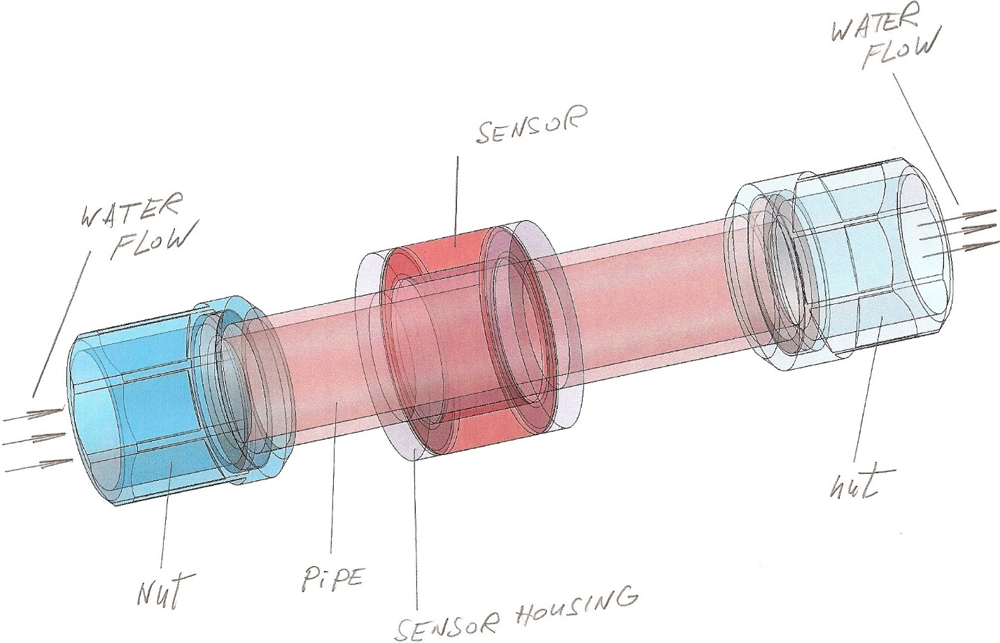 WATER
FLOW
SENSOR
WATER
FLOW
nut
Nut
PiPE
SENSOR HOUSING